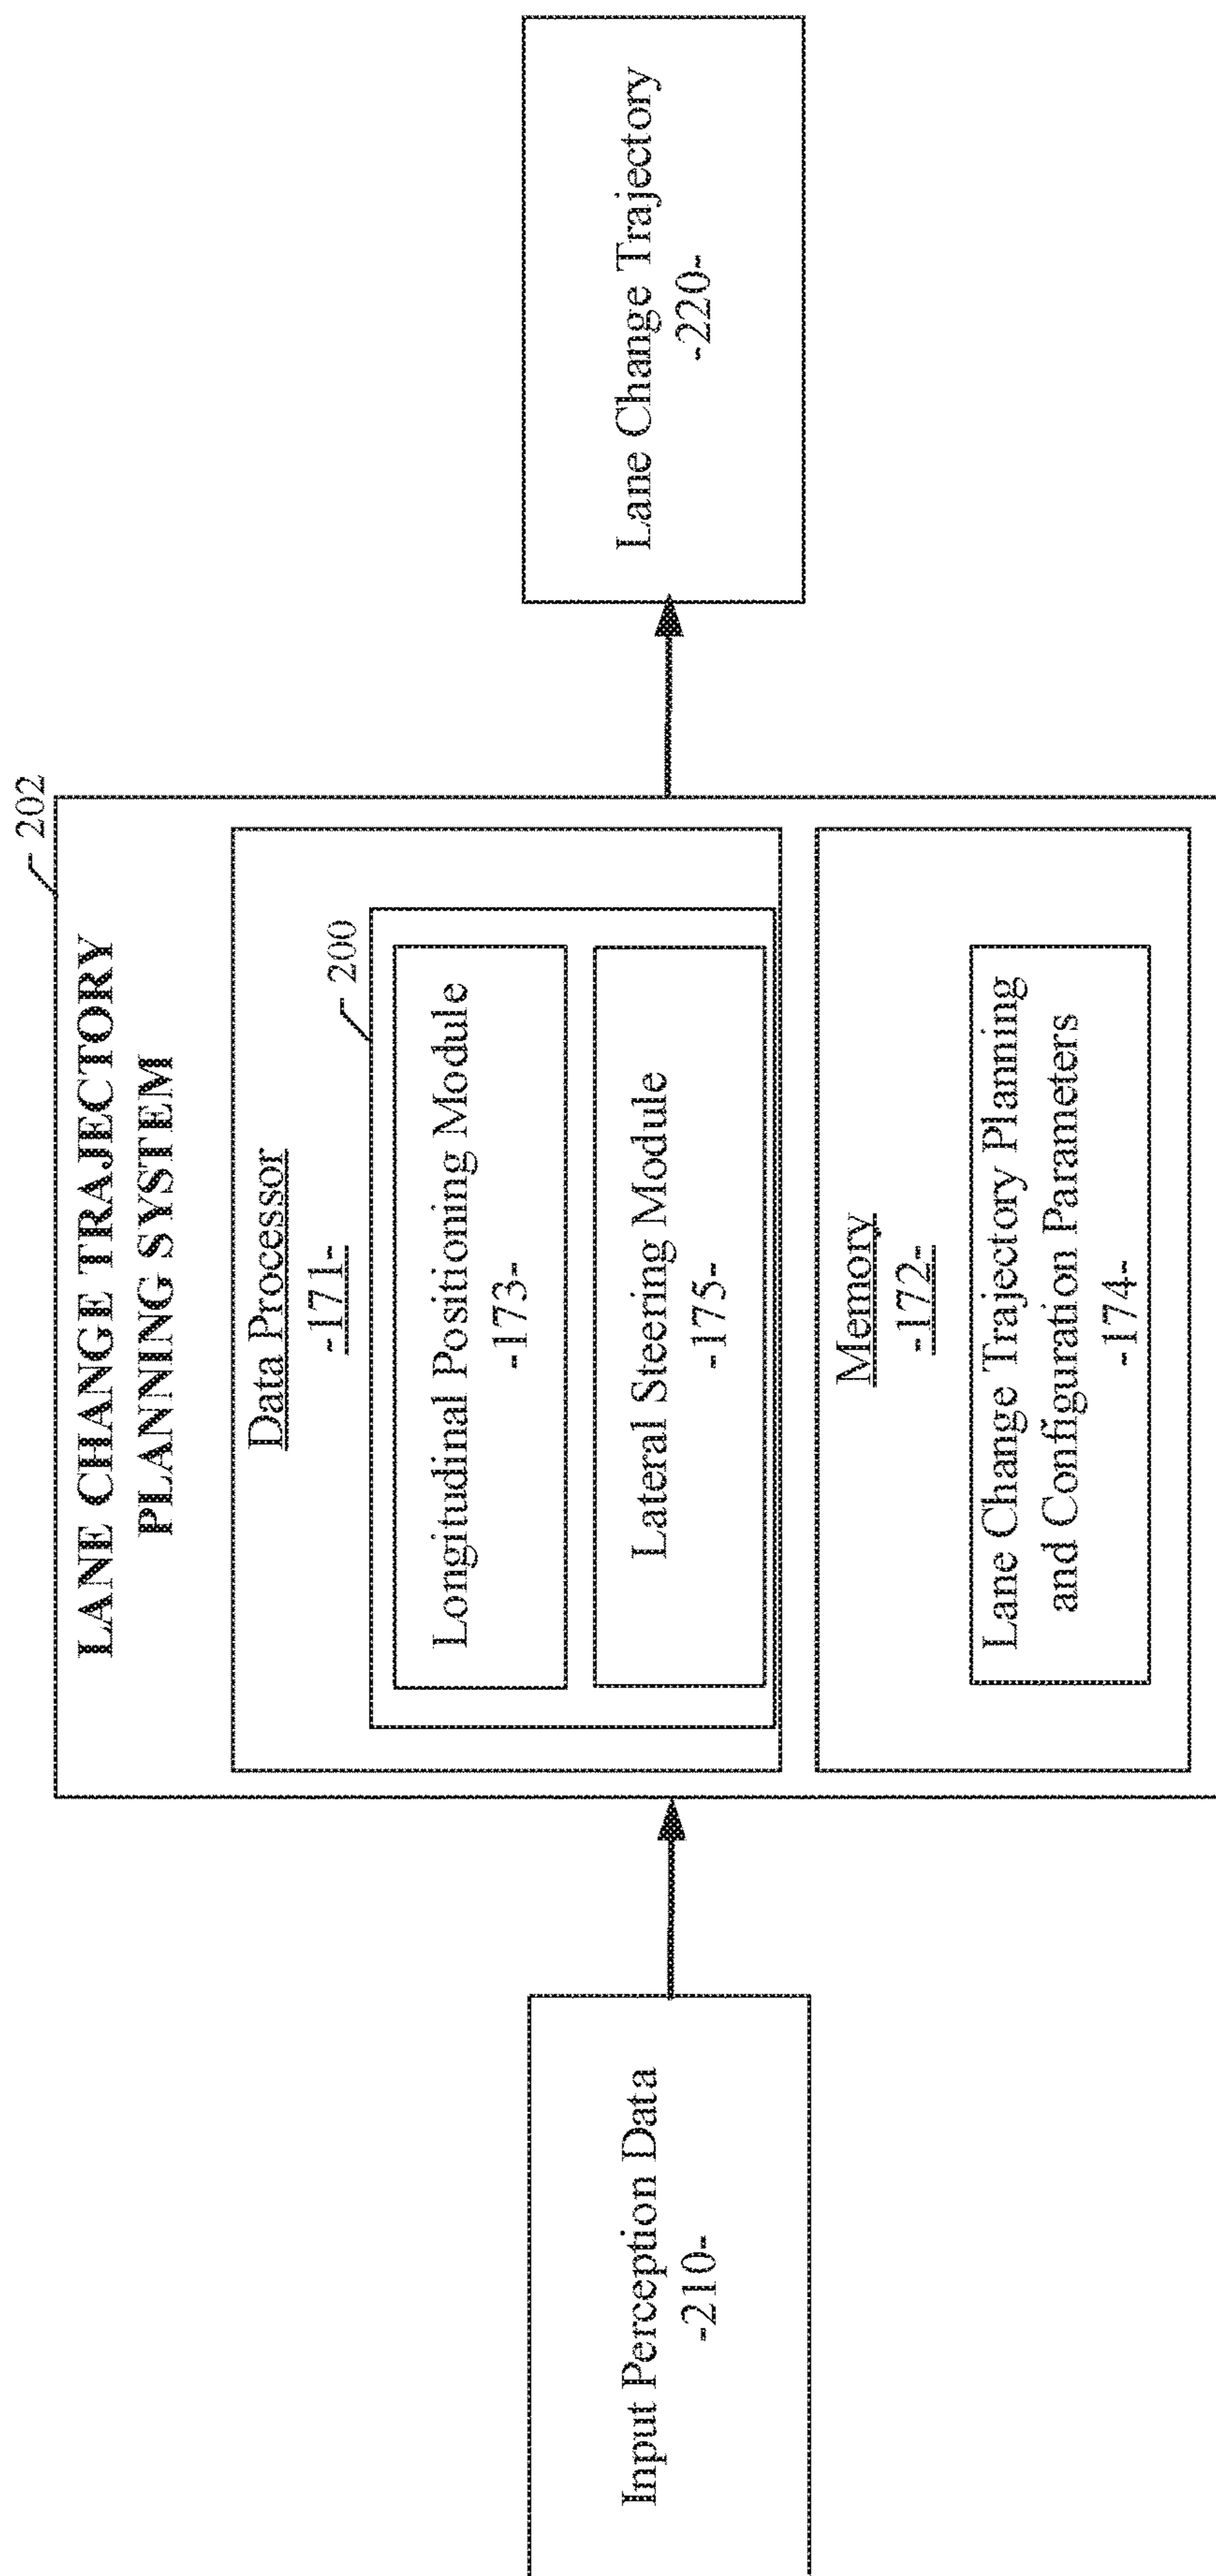 202
LANE CHANGE TRAJECTORY
PLANNING SYSTEM
Data Processor
-171-
200
Longitudinal Positioning Module
-173-
Lateral Steering Module
-175-
Memory
-172-
Lane Change Trajectory Planning
and Configuration Parameters
-174-
Input Perception Data
-210-
Lane Change Trajectory
-220-